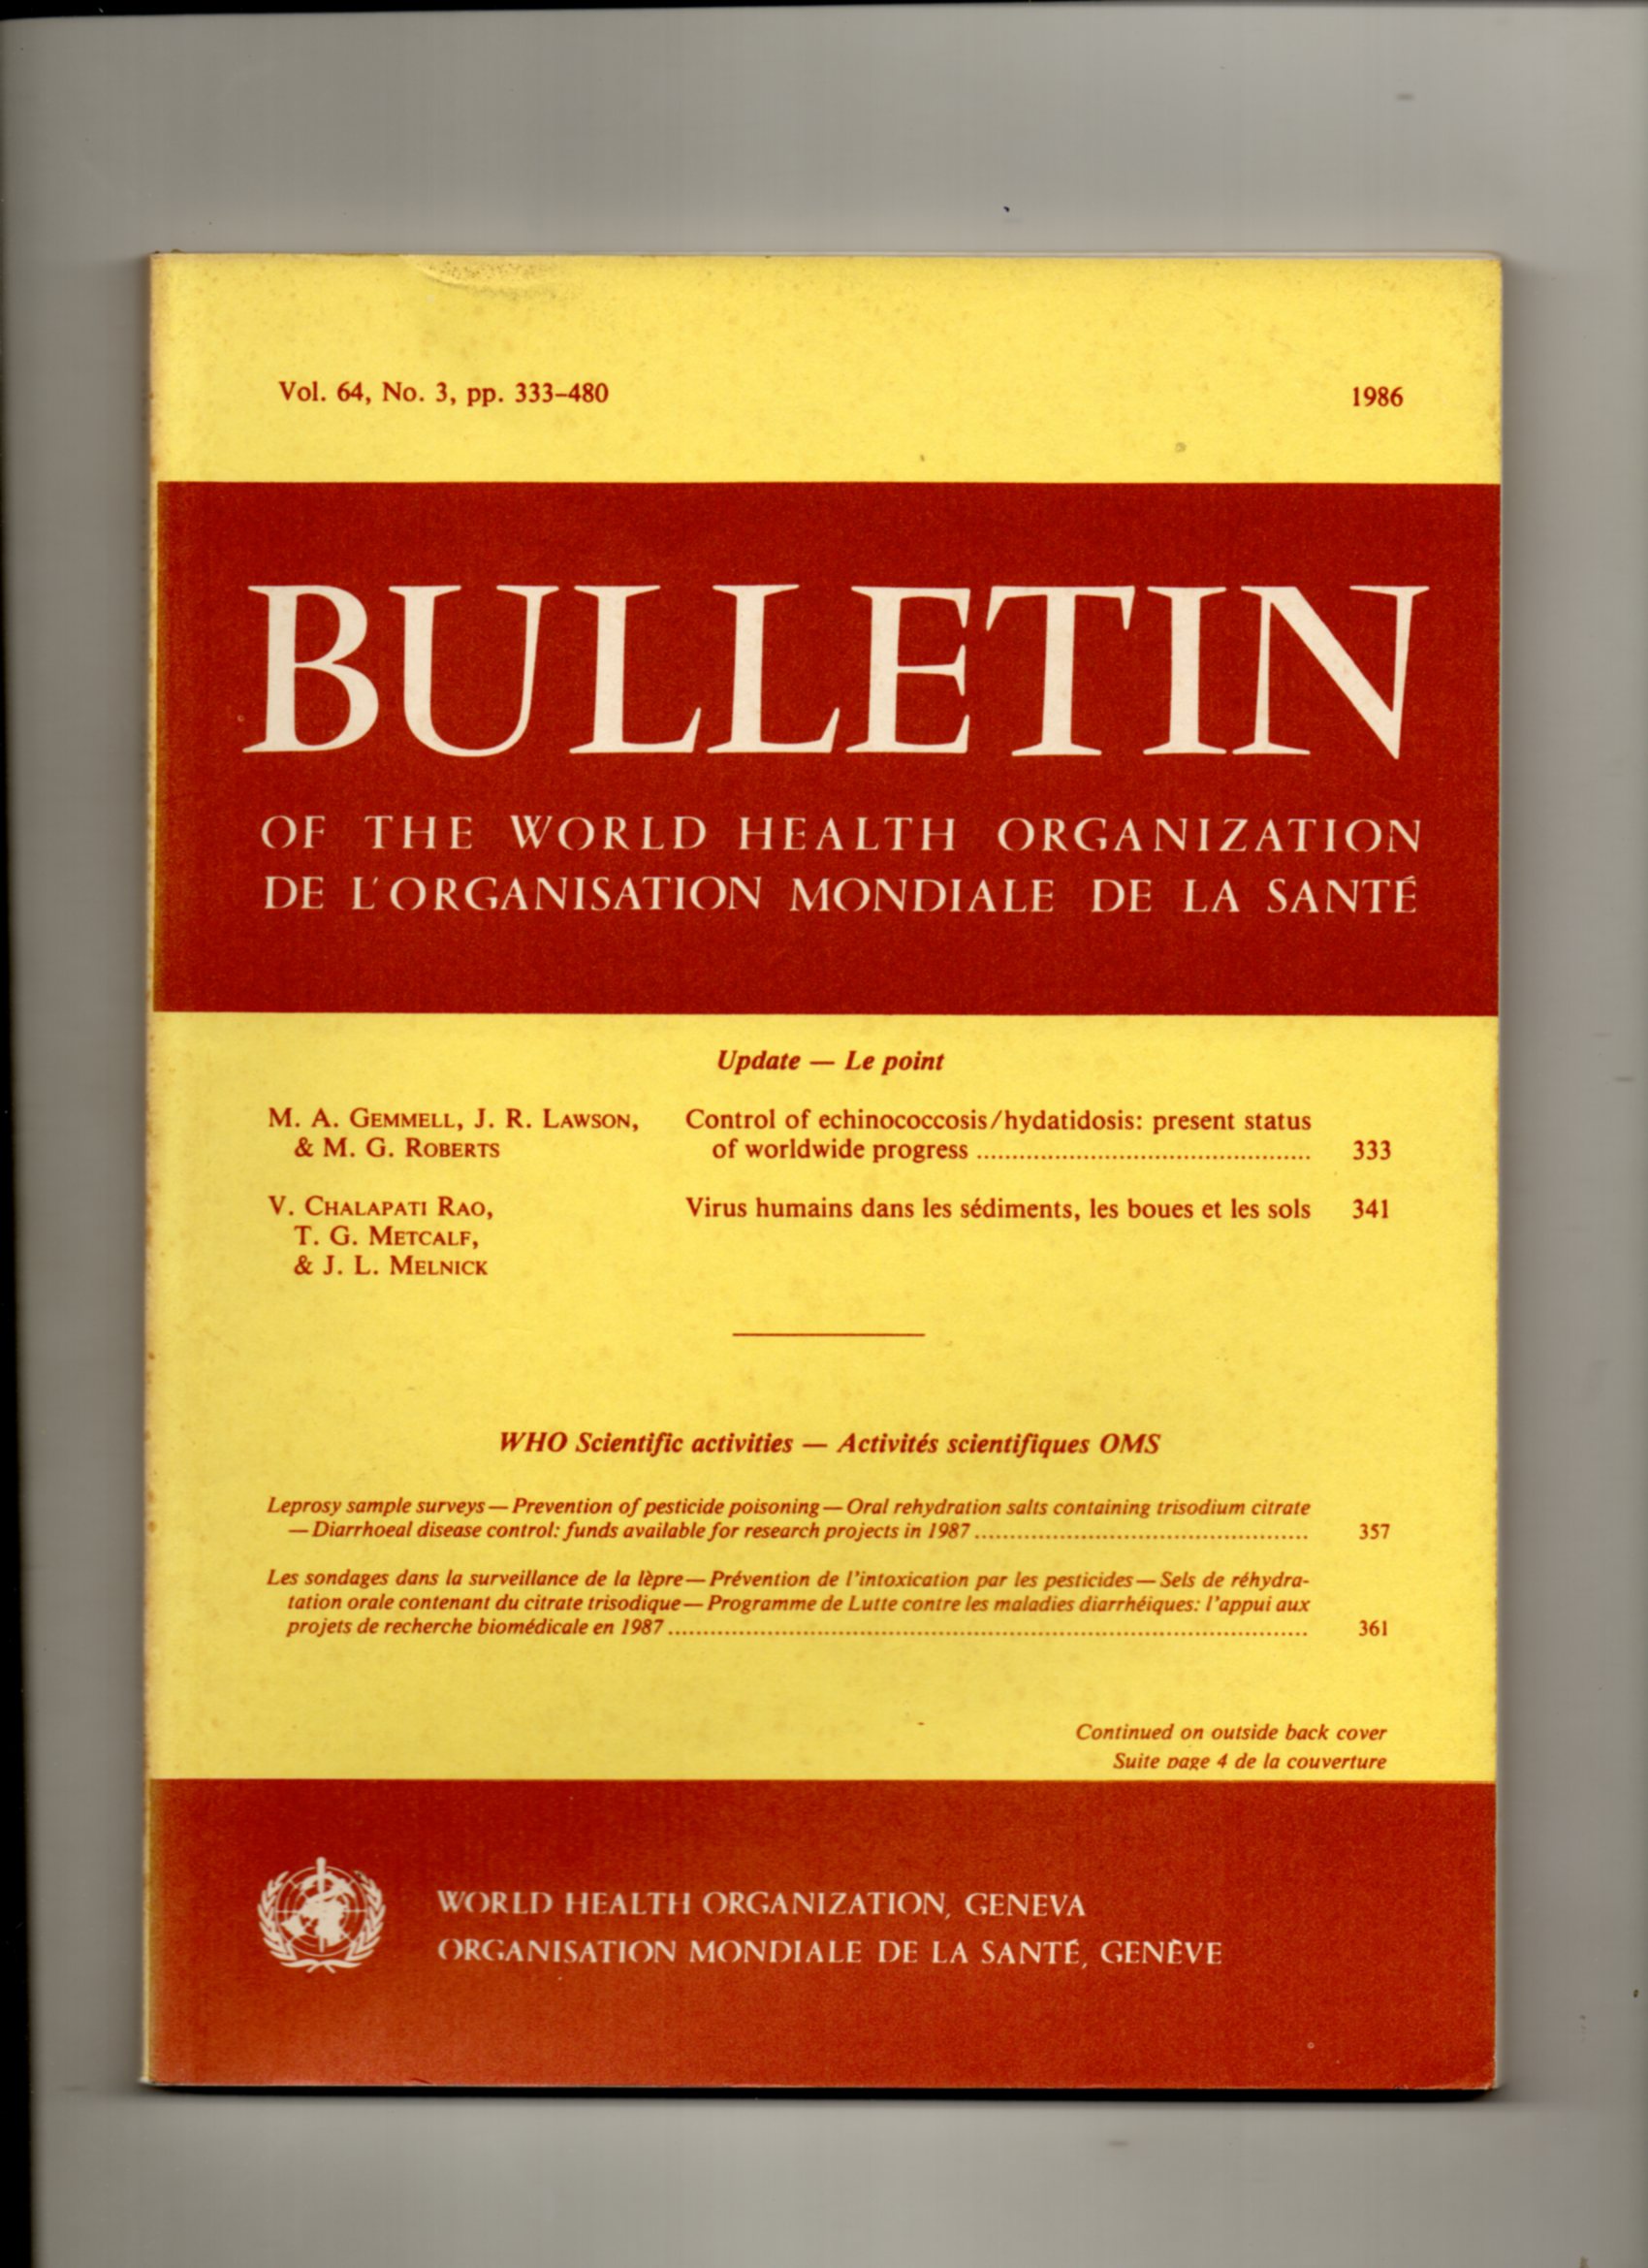 Vol. 64, No. 3, pp. 333–480 1986
BULLETIN
OF THE WORLD HEALTH ORGANIZATION
DE L'ORGANISATION MONDIALE DE LA SANTÉ
Update — Le point
M. A. GEMMELL, J. R. LAWSON, Control of echinococcosis/hydatidosis: present status
& M. G. ROBERTS of worldwide progress ............................................... 333
V. CHALAPATI RAO, Virus humains dans les sédiments, les boues et les sols 341
T. G. METCALF,
& J. L. MELNICK
WHO Scientific activities — Activités scientifiques OMS
Leprosy sample surveys — Prevention of pesticide poisoning — Oral rehydration salts containing trisodium citrate
— Diarrhoeal disease control: funds available for research projects in 1987 ............................................... 357
Les sondages dans la surveillance de la lèpre — Prévention de l'intoxication par les pesticides — Sels de réhydra-
tation orale contenant du citrate trisodique — Programme de Lutte contre les maladies diarrhéiques: l'appui aux
projets de recherche biomédicale en 1987 ............................................... 361
Continued on outside back cover
Suite page 4 de la couverture
WORLD HEALTH ORGANIZATION, GENEVA
ORGANISATION MONDIALE DE LA SANTÉ, GENÈVE